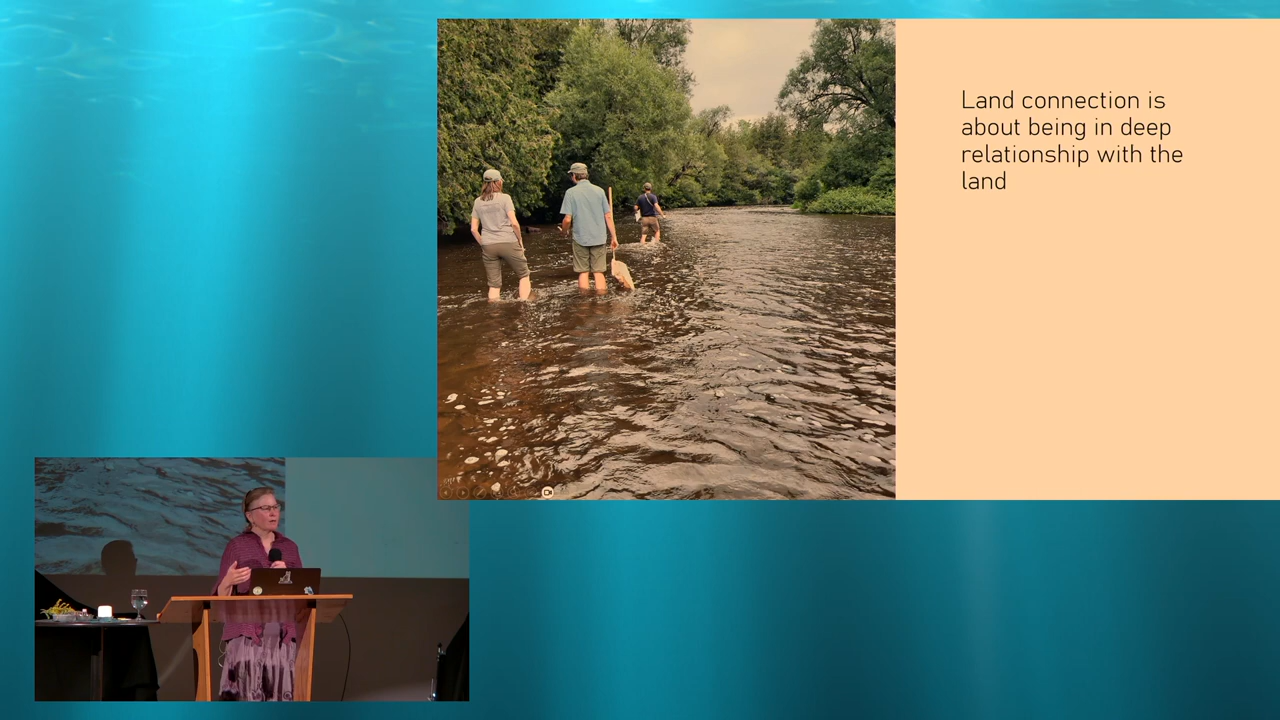 Land connection is
about being in deep
relationship with the
land